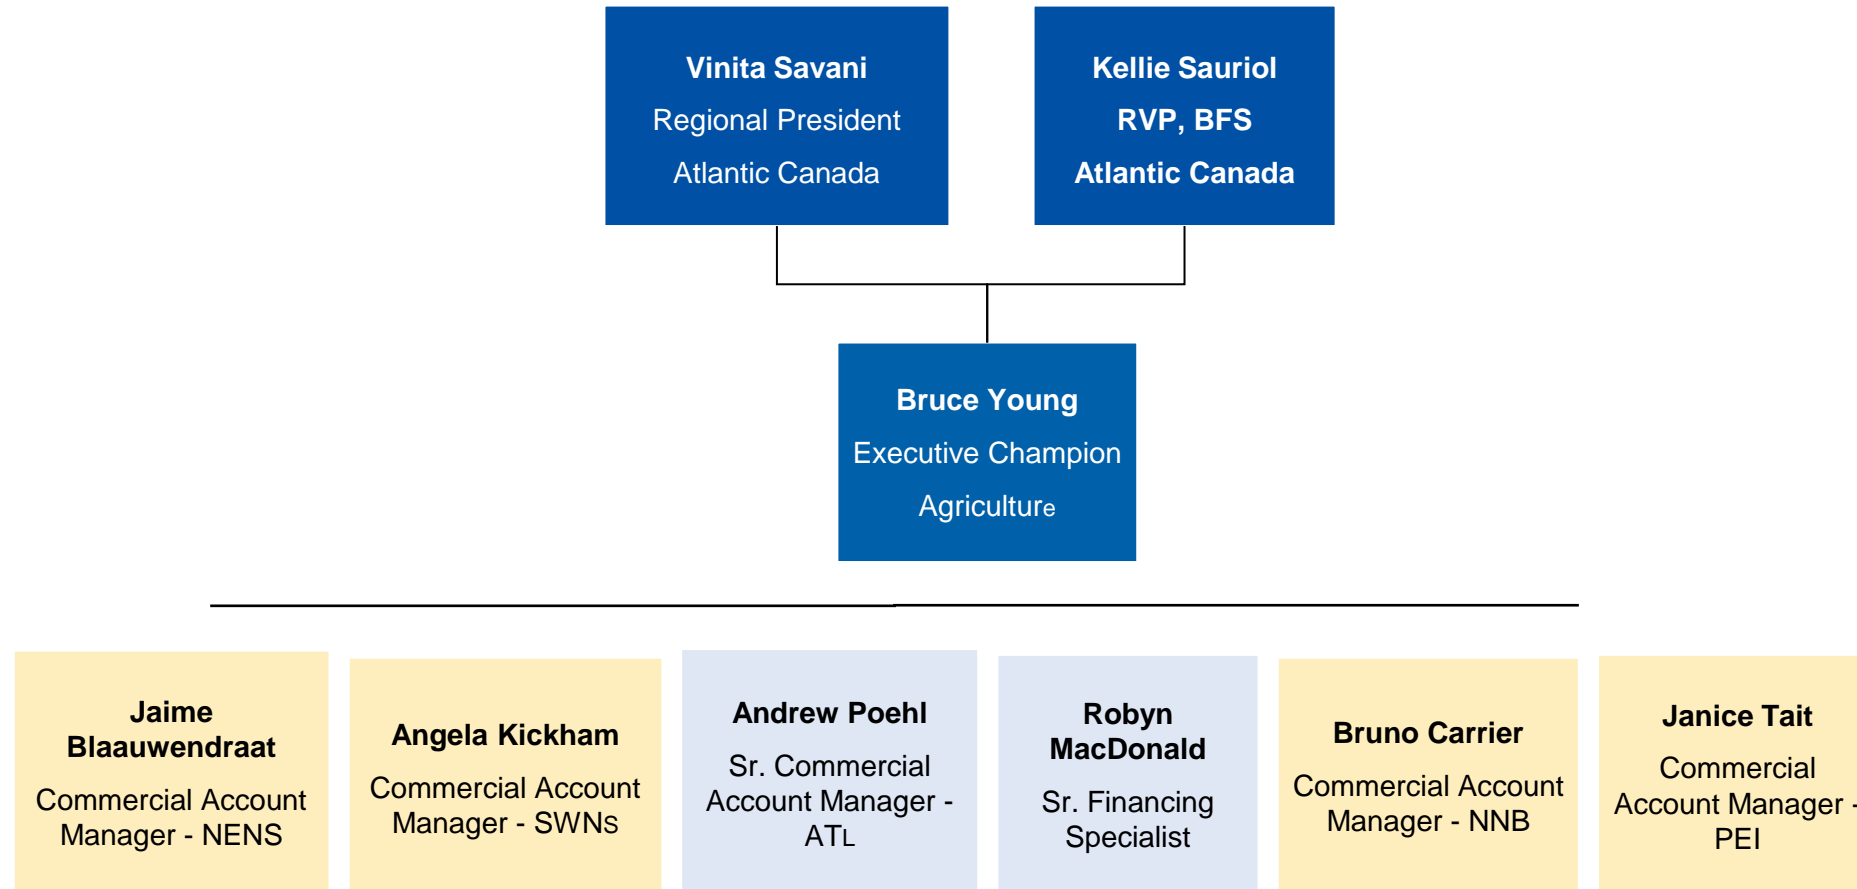 Vinita Savani
Regional President
Atlantic Canada
Kellie Sauriol
RVP, BFS
Atlantic Canada
Bruce Young
Executive Champion
Agriculture
Jaime
Blaauwendraat
Commercial Account
Manager - NENS
Angela Kickham
Commercial Account
Manager - SWNS
Andrew Poehl
Sr. Commercial
Account Manager -
ATL
Robyn
MacDonald
Sr. Financing
Specialist
Bruno Carrier
Commercial Account
Manager - NNB
Janice Tait
Commercial
Account Manager -
PEI